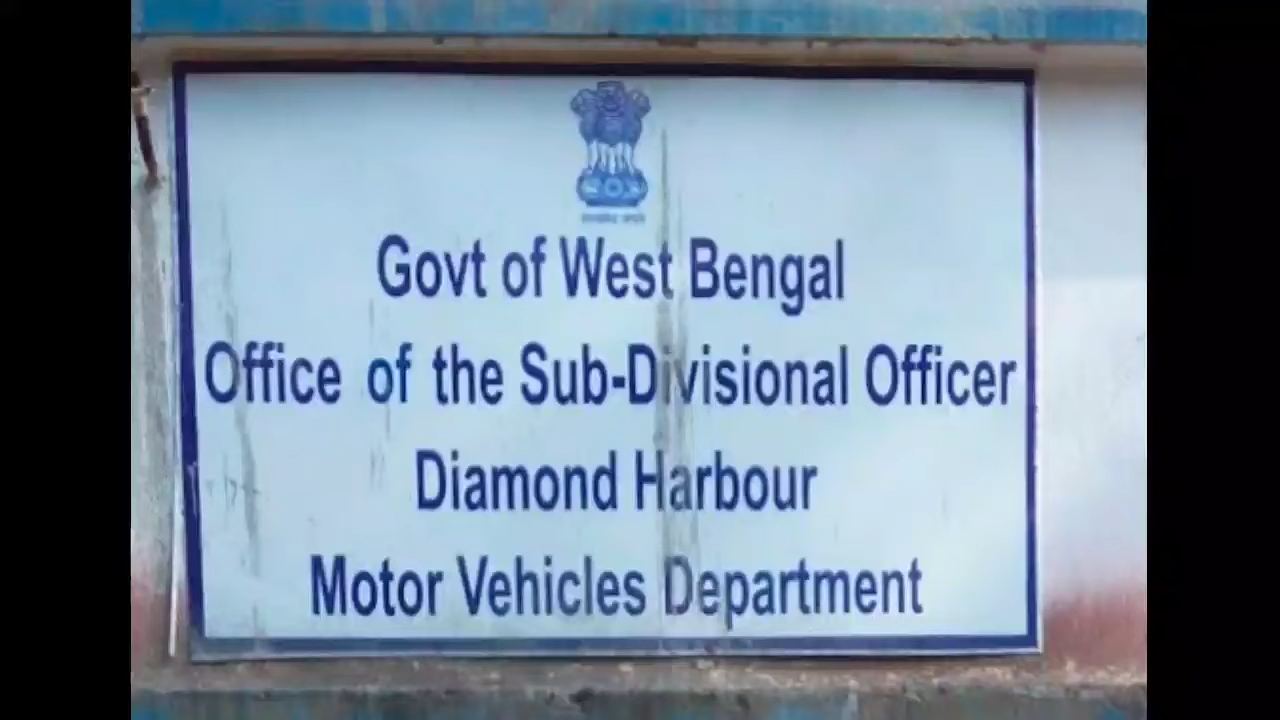 Govt of West Bengal
Office of the Sub-Divisional Officer
Diamond Harbour
Motor Vehicles Department